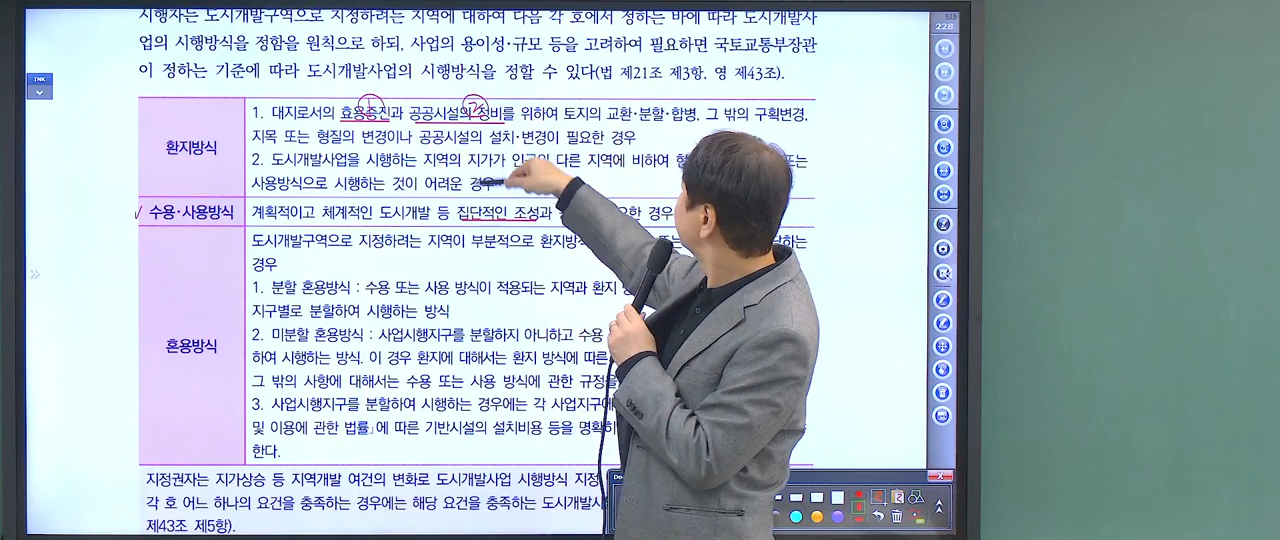 시행자는 도시개발구역으로 지정하려는 지역에 대하여 다음 각 호에서 정하는 바에 따라 도시개발사
업의 시행방식을 정함을 원칙으로 하되, 사업의 용이성·규모 등을 고려하여 필요하면 국토교통부장관
이 정하는 기준에 따라 도시개발사업의 시행방식을 정할 수 있다(법 제21조 제3항, 영 제43조).
환지방식
1. 대지로서의 효용증진과 공공시설의 정비를 위하여 토지의 교환·분할·합병, 그 밖의 구획변경,
지목 또는 형질의 변경이나 공공시설의 설치·변경이 필요한 경우
2. 도시개발사업을 시행하는 지역의 지가가 인근의 다른 지역에 비하여 또는
사용방식으로 시행하는 것이 어려운 경우
수용·사용방식
계획적이고 체계적인 도시개발 등 집단적인 조성과 경우
혼용방식
도시개발구역으로 지정하려는 지역이 부분적으로
경우
1. 분할 혼용방식 : 수용 또는 사용 방식이 적용되는 지역과 환지
지구별로 분할하여 시행하는 방식
2. 미분할 혼용방식 : 사업시행지구를 분할하지 아니하고 수용
하여 시행하는 방식. 이 경우 환지에 대해서는 환지 방식에 따른
그 밖의 사항에 대해서는 수용 또는 사용 방식에 관한 규정을
3. 사업시행지구를 분할하여 시행하는 경우에는 각 사업지구에
및 이용에 관한 법률」에 따른 기반시설의 설치비용 등을
한다.
지정권자는 지가상승 등 지역개발 여건의 변화로 도시개발사업 시행방식
각 호 어느 하나의 요건을 충족하는 경우에는 해당 요건을 충족하는
제43조 제5항).
INK
228